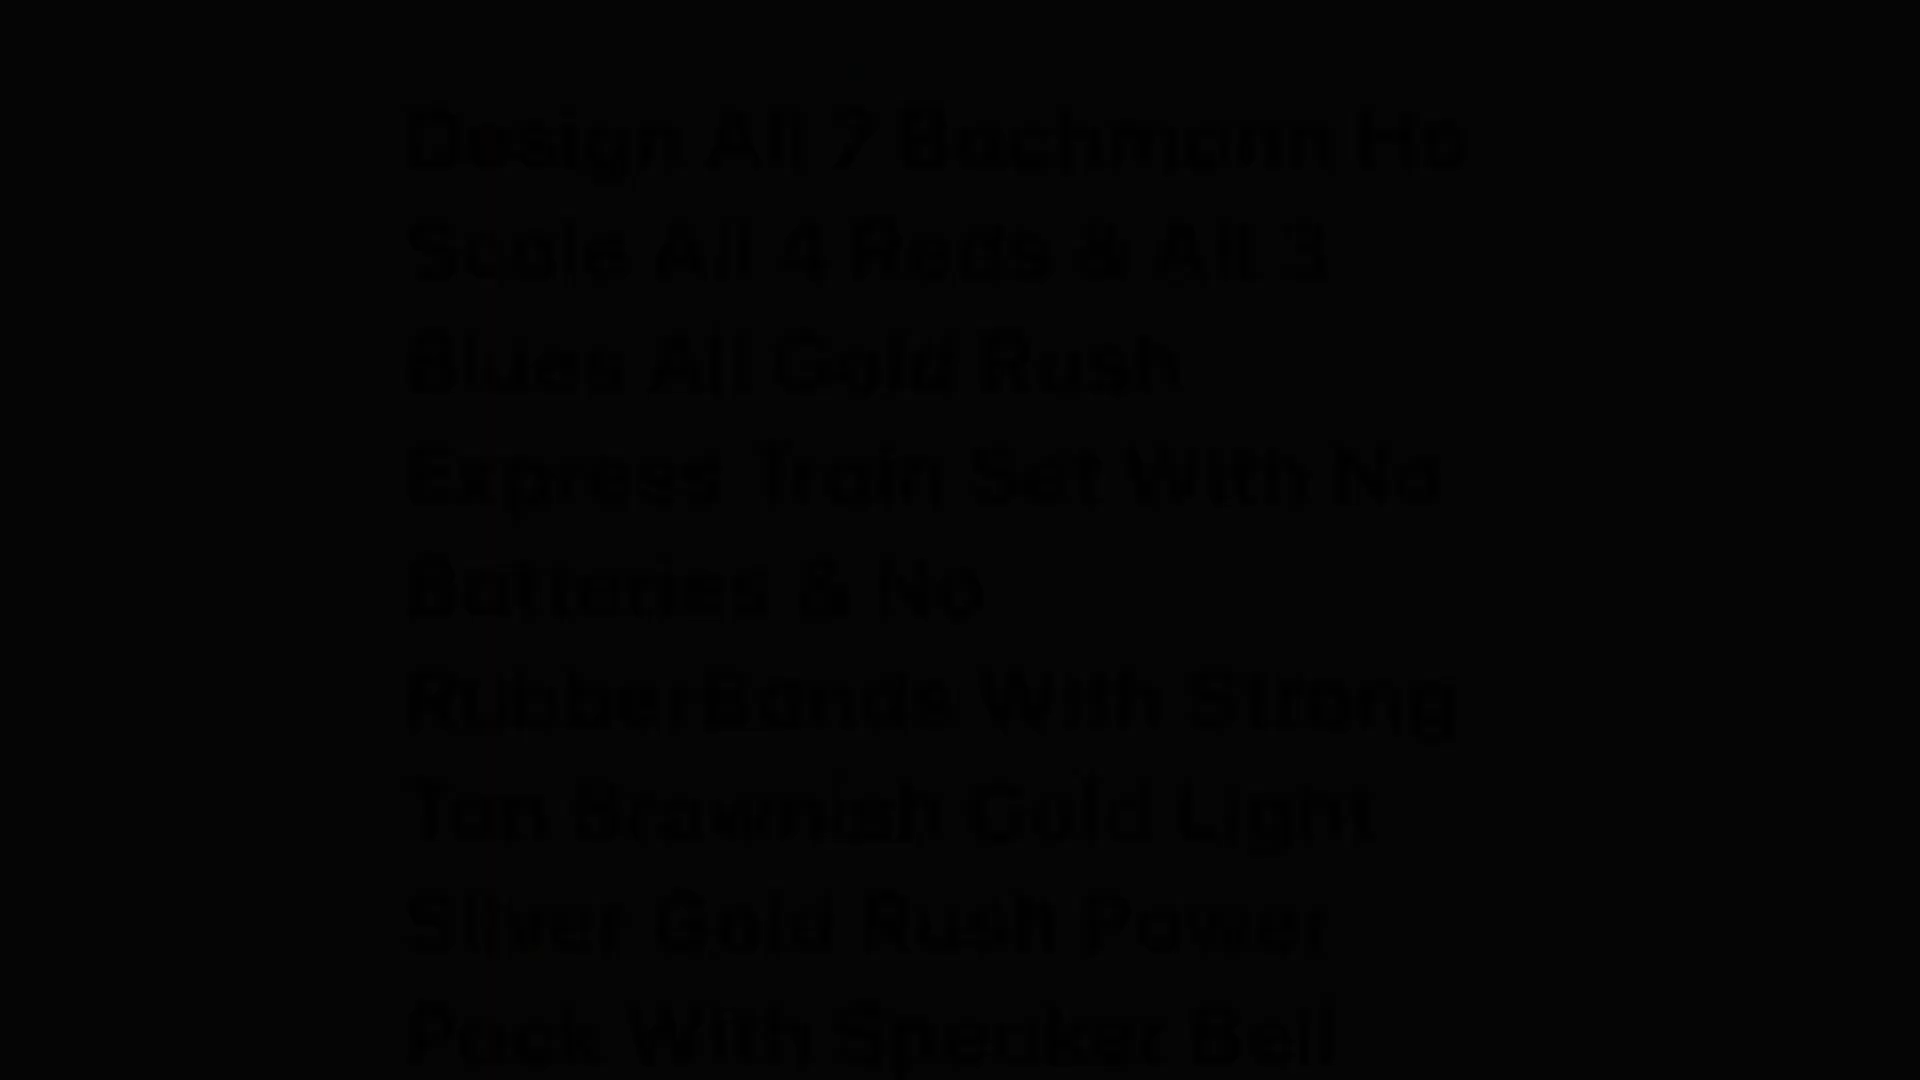 Design All 7 Bachmann Ho
Scale All 4 Reds & All 3
Blues All Gold Rush
Express Train Set With No
Batteries & No
RubberBands With Strong
Tan Brownish Gold Light
Silver Gold Rush Power
Pack With Speaker Bell